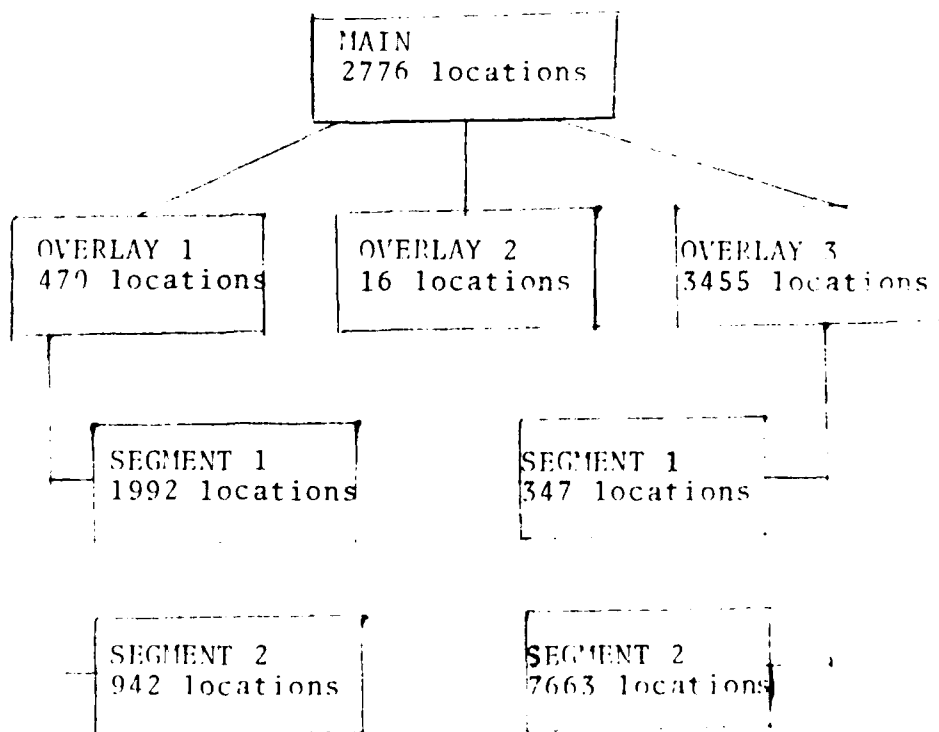 MAIN
2776 locations
OVERLAY 1
479 locations
OVERLAY 2
16 locations
OVERLAY 3
3455 locations
SEGMENT 1
1992 locations
SEGMENT 1
347 locations
SEGMENT 2
942 locations
SEGMENT 2
7663 locations